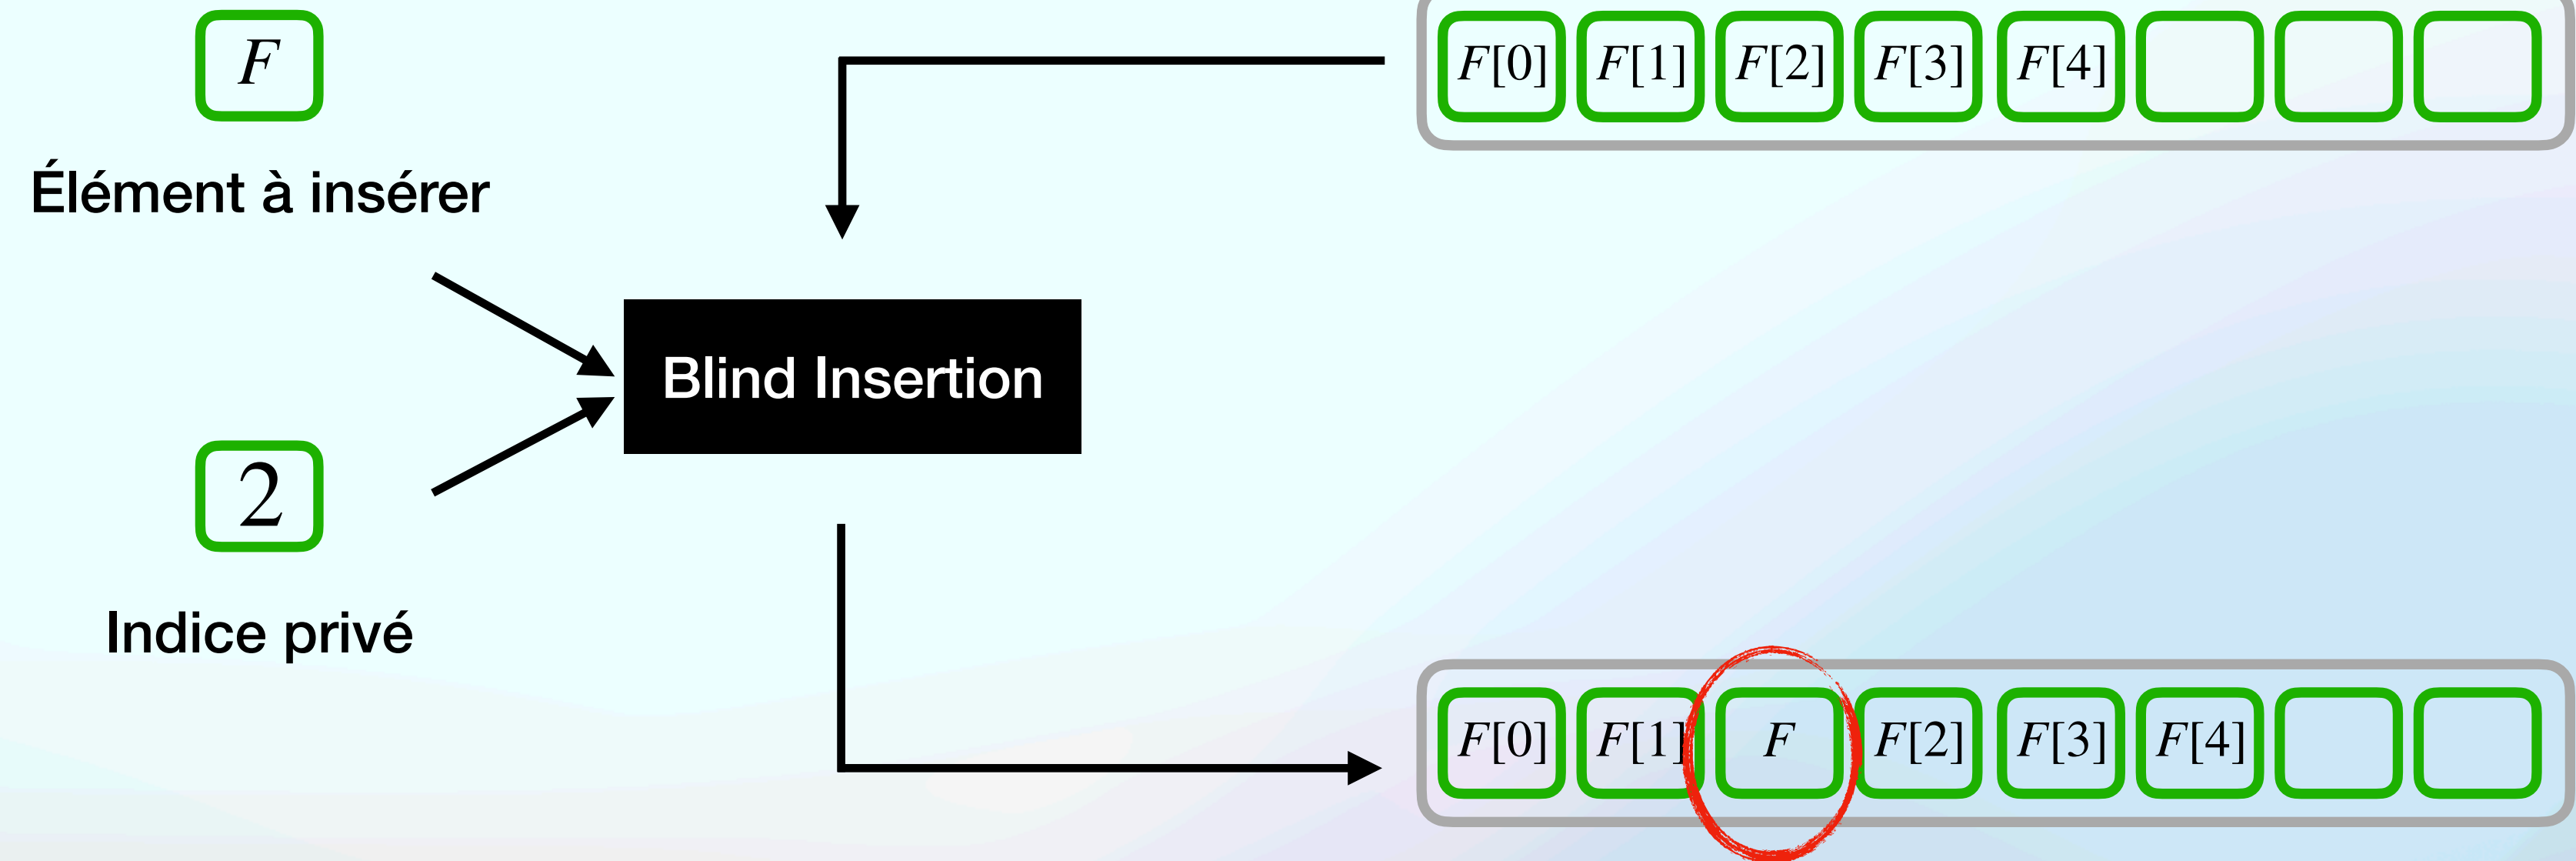 F
F[0] F[1] F[2] F[3] F[4]
Élément à insérer
Blind Insertion
2
Indice privé
F[0] F[1] F F[2] F[3] F[4]